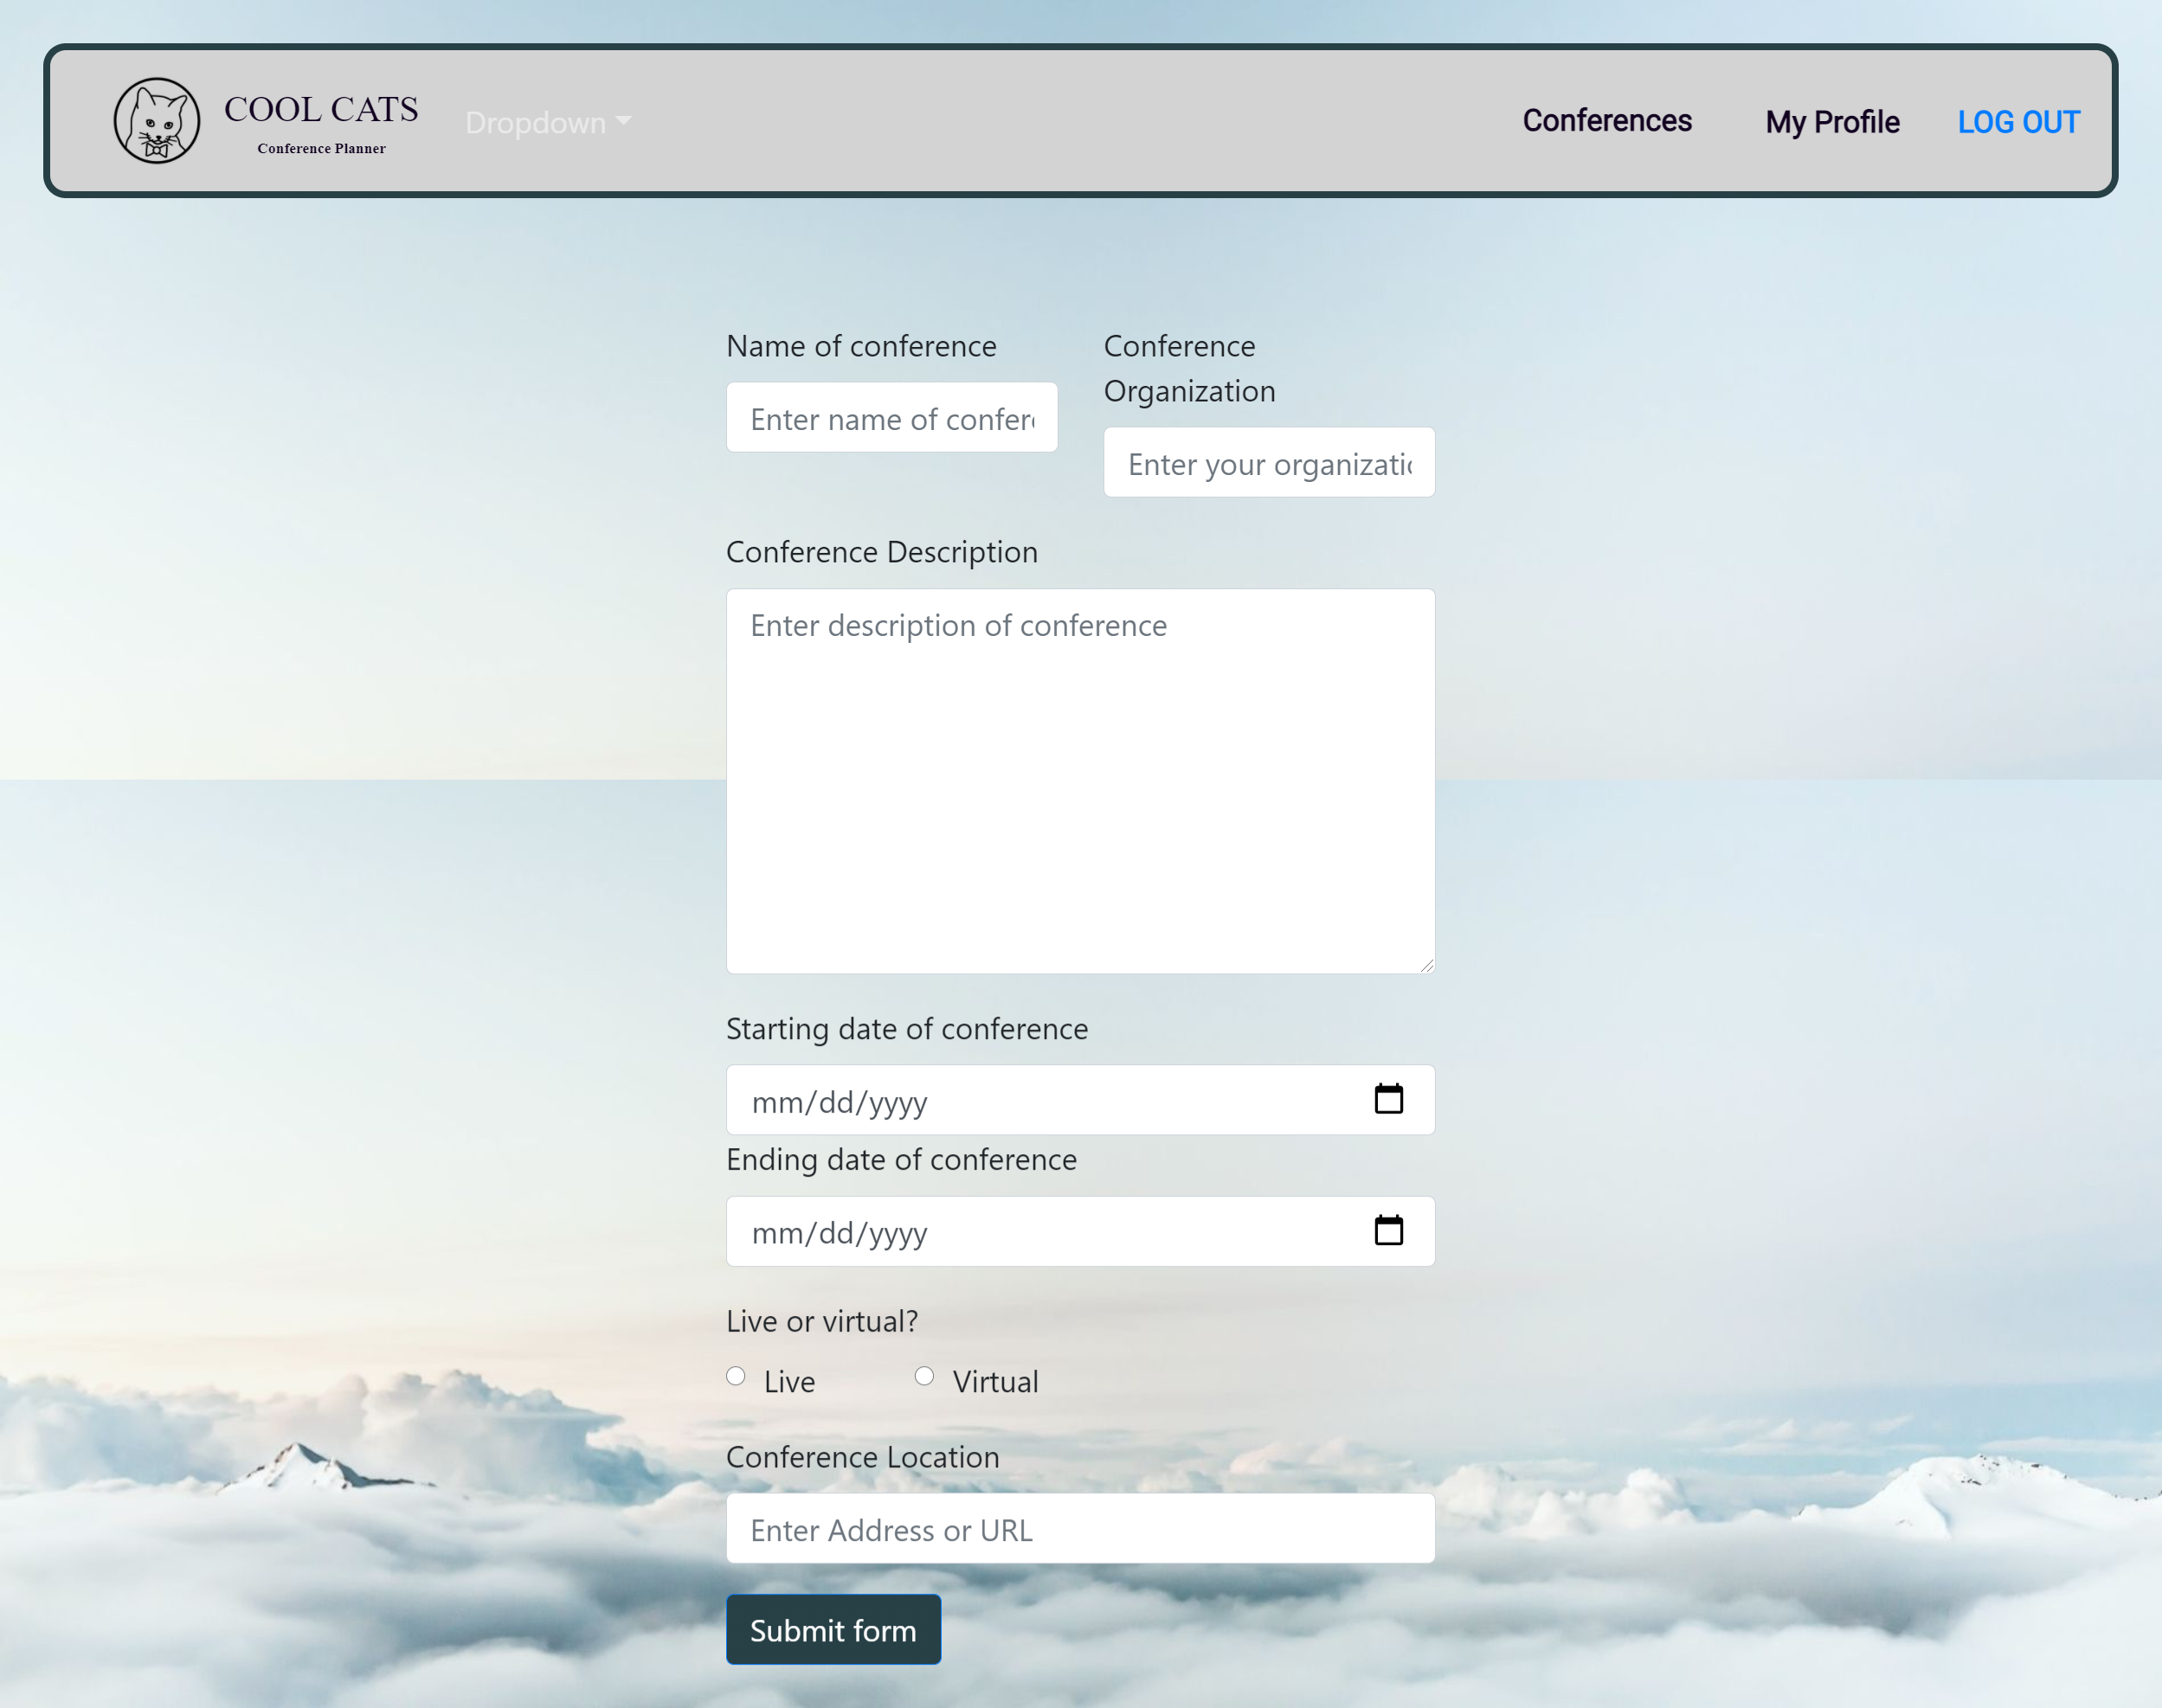 COOL CATS
Conference Planner
Dropdown
Conferences
My Profile
LOG OUT
Name of conference
Enter name of confer
Conference
Organization
Enter your organizatio
Conference Description
Enter description of conference
Starting date of conference
mm/dd/yyyy
Ending date of conference
mm/dd/yyyy
Live or virtual?
Live
Virtual
Conference Location
Enter Address or URL
Submit form